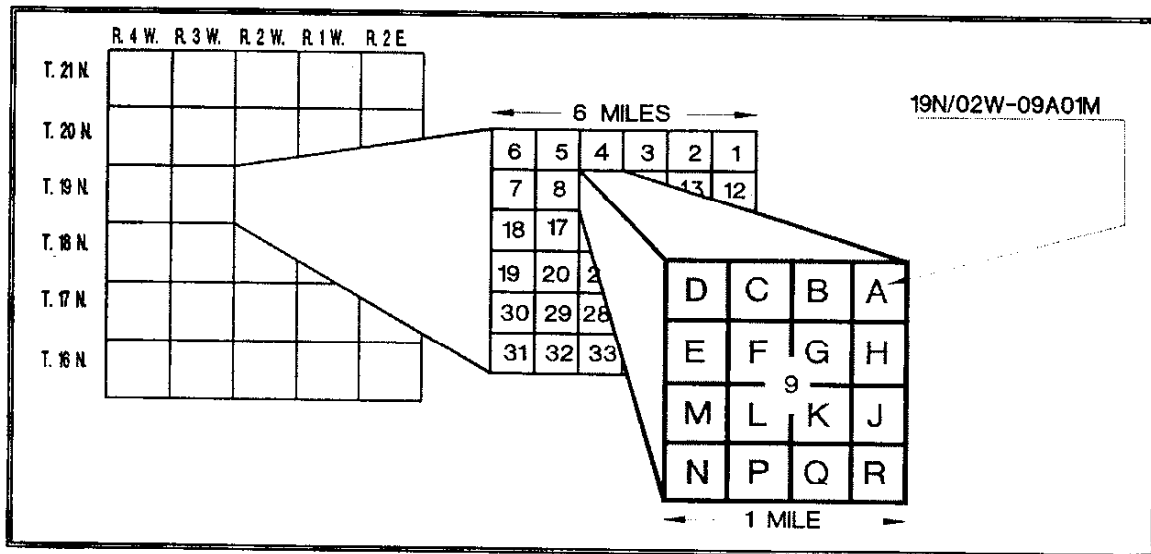 R. 4 W. R. 3 W. R. 2 W. R. 1 W. R. 2 E.
T. 21 N.
T. 20 N.
T. 19 N.
T. 18 N.
T. 17 N.
T. 16 N.
6 MILES
6 5 4 3 2 1
7 8 13 12
18 17
19 20 2
30 29 28
31 32 33
19N/02W-09A01M
D C B A
E F G H
9
M L K J
N P Q R
1 MILE